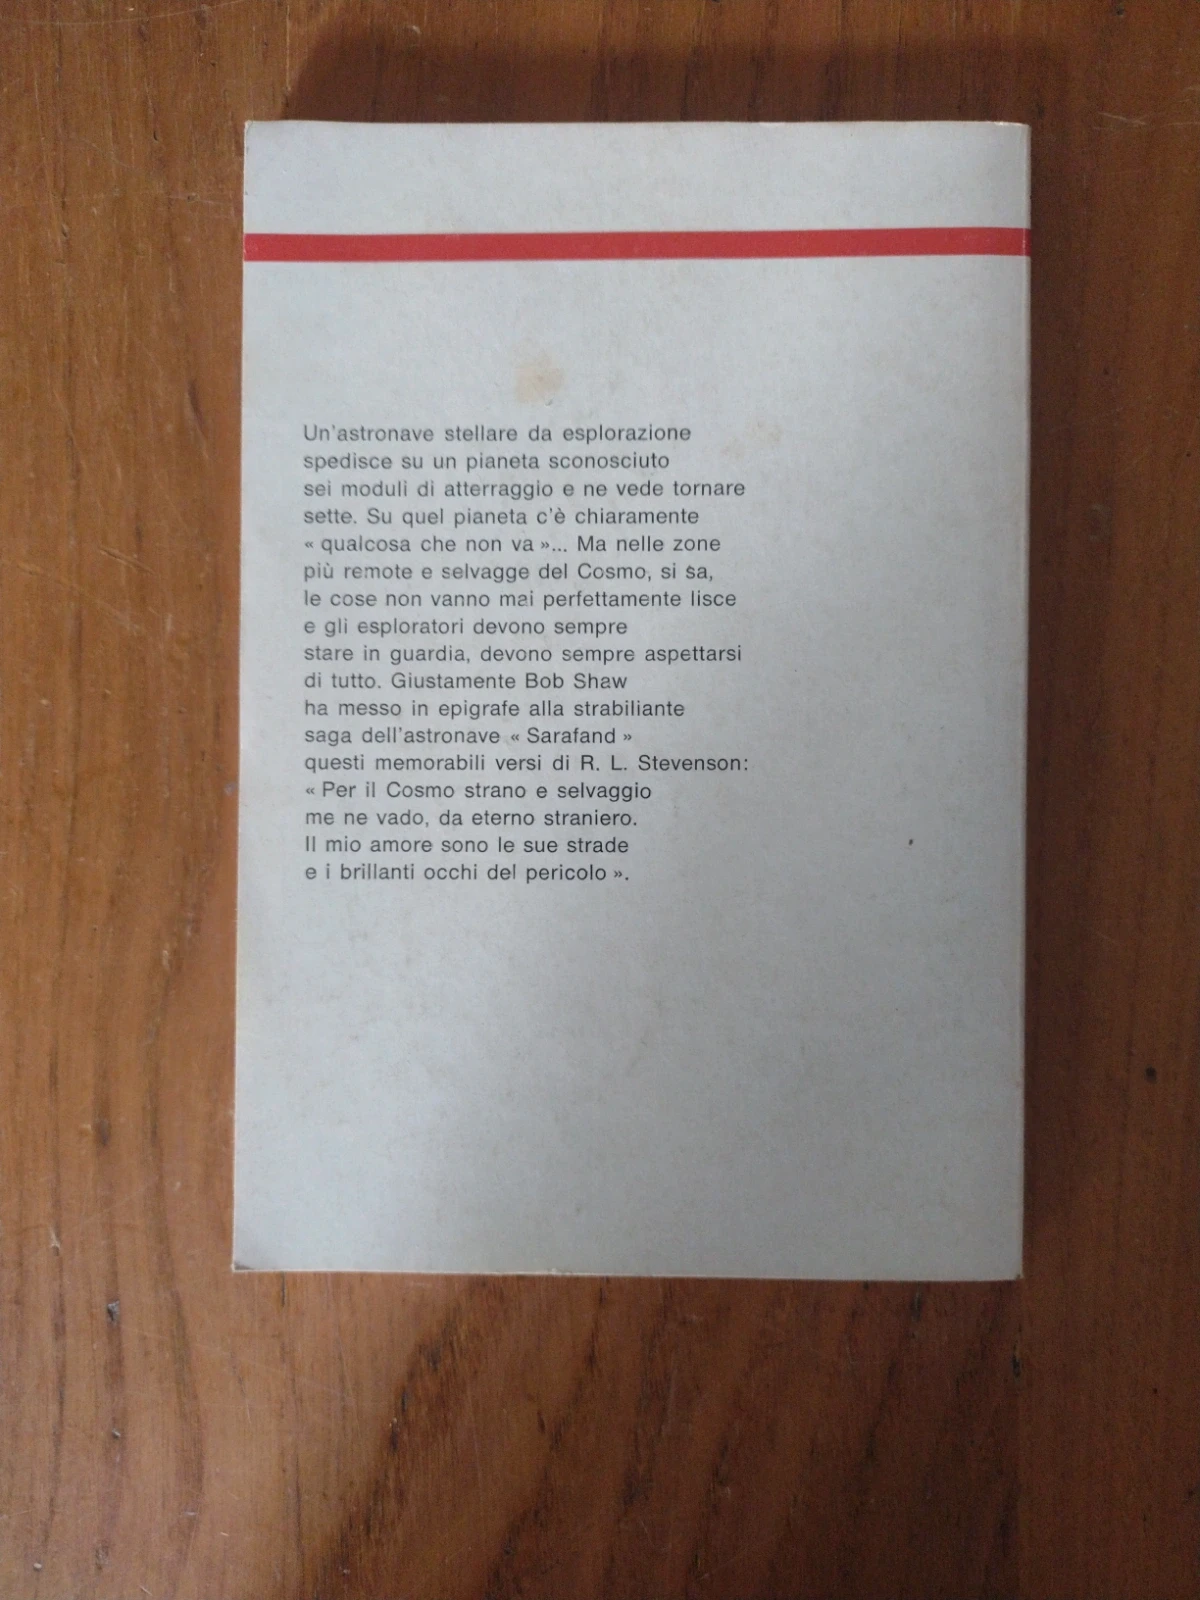 Un'astronave stellare da esplorazione
spedisce su un pianeta sconosciuto
sei moduli di atterraggio e ne vede tornare
sette. Su quel pianeta c'è chiaramente
« qualcosa che non va »... Ma nelle zone
più remote e selvagge del Cosmo, si sa,
le cose non vanno mai perfettamente lisce
e gli esploratori devono sempre
stare in guardia, devono sempre aspettarsi
di tutto. Giustamente Bob Shaw
ha messo in epigrafe alla strabiliante
saga dell'astronave « Sarafand »
questi memorabili versi di R. L. Stevenson:
« Per il Cosmo strano e selvaggio
me ne vado, da eterno straniero.
Il mio amore sono le sue strade
e i brillanti occhi del pericolo ».